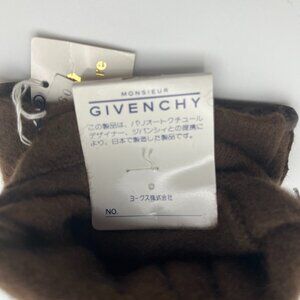 MONSIEUR
GIVENCHY
この製品は、パリオートクチュール
デザイナー、ジバンシィとの提携に
より、日本で製造した製品です。
ヨークス株式会社
NO.